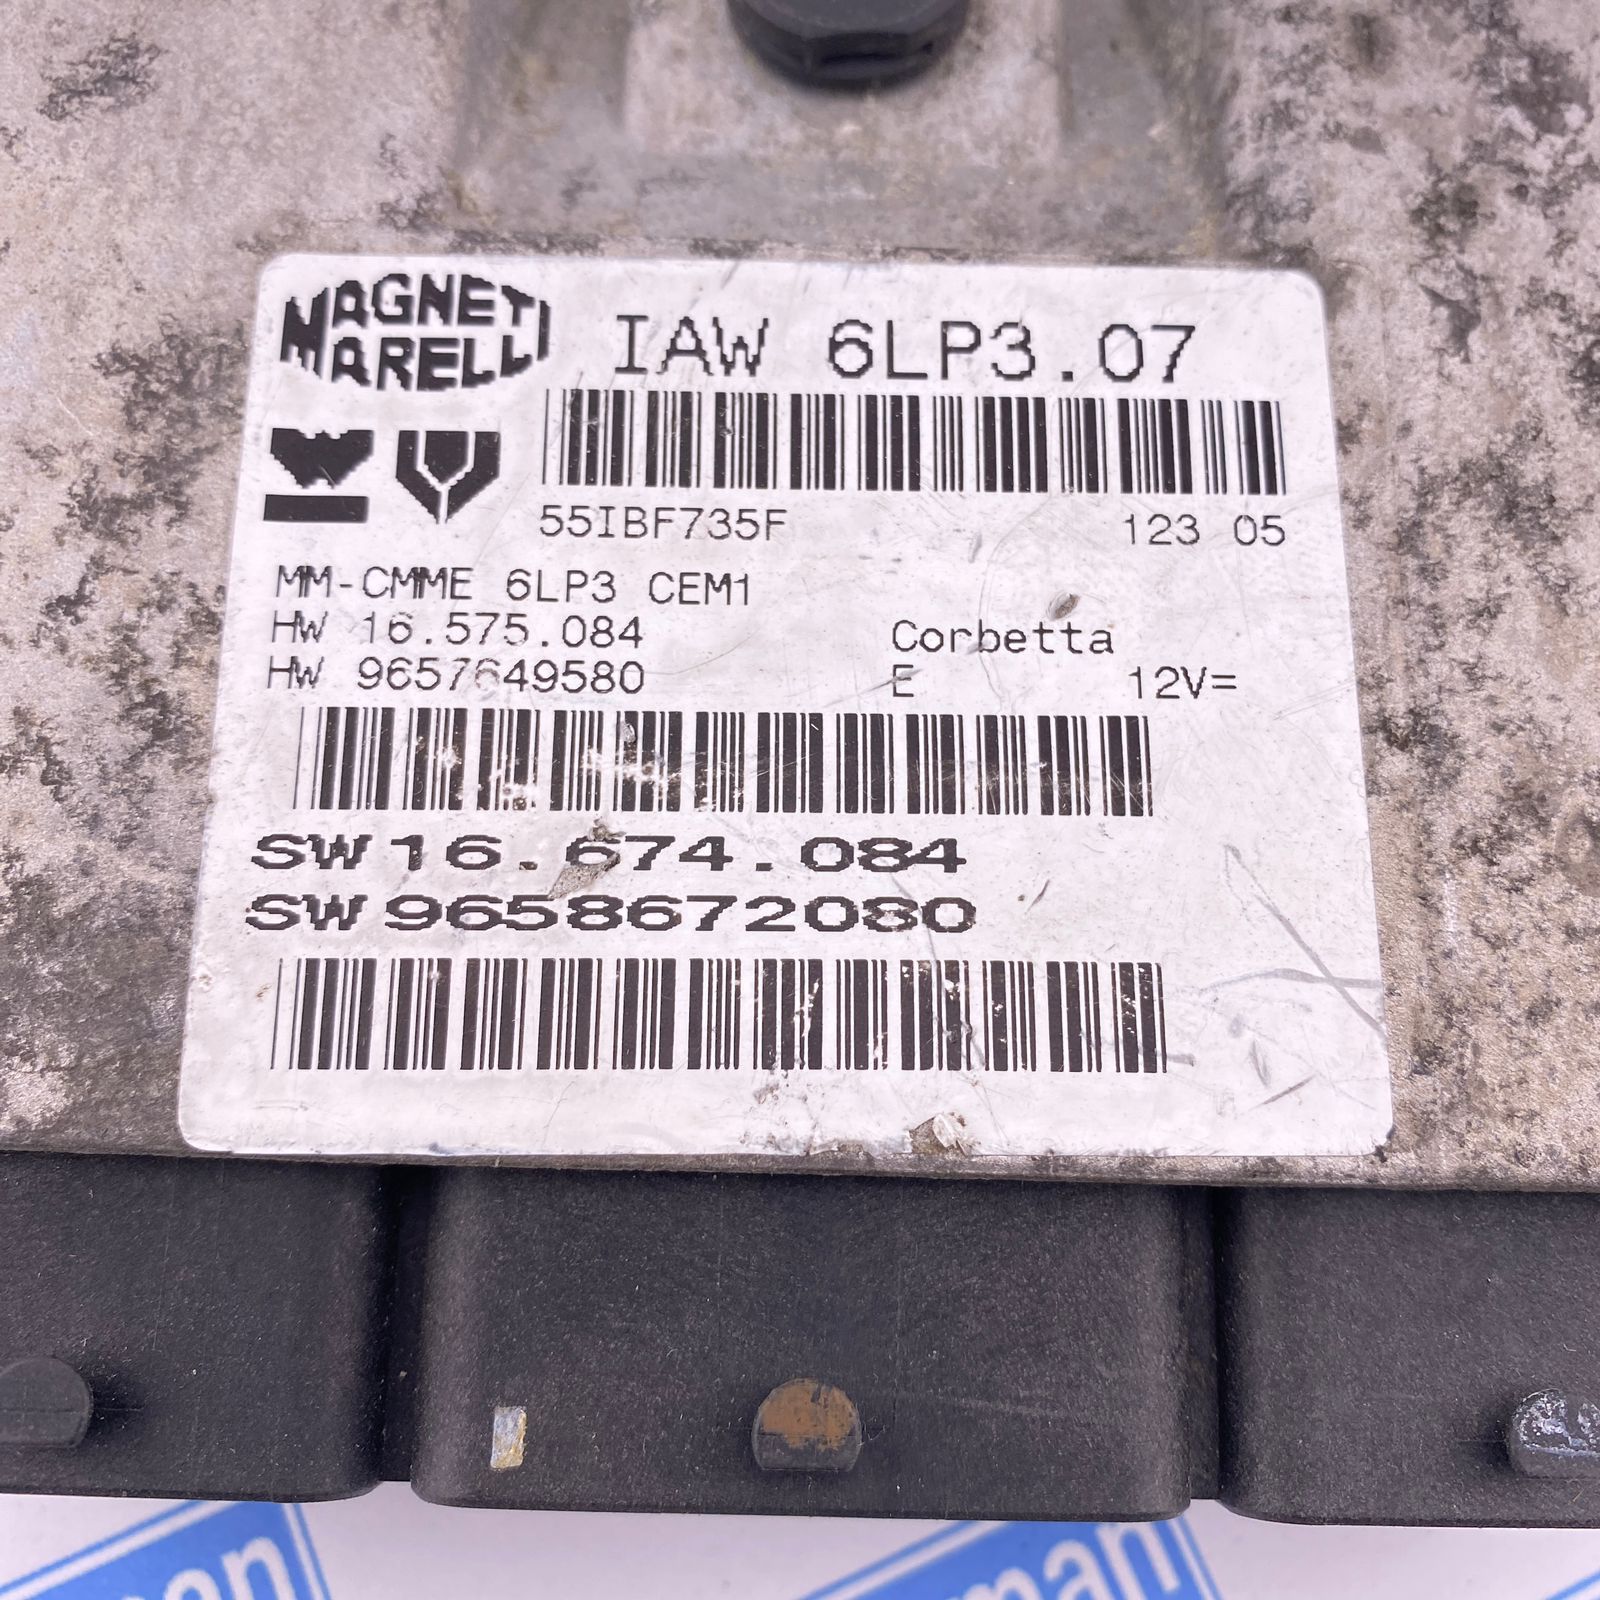 MAGNETI
MARELLI
IAW 6LP3.07
55IBF735F 123 05
MM-CMME 6LP3 CEM1
HW 16.575.084 Corbetta
HW 9657649580 E 12V=
SW 16.674.084
SW 9658672080